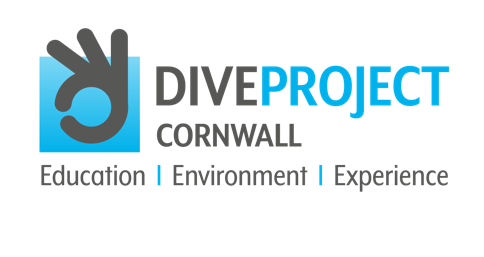 DIVEPROJECT
CORNWALL
Education | Environment | Experience